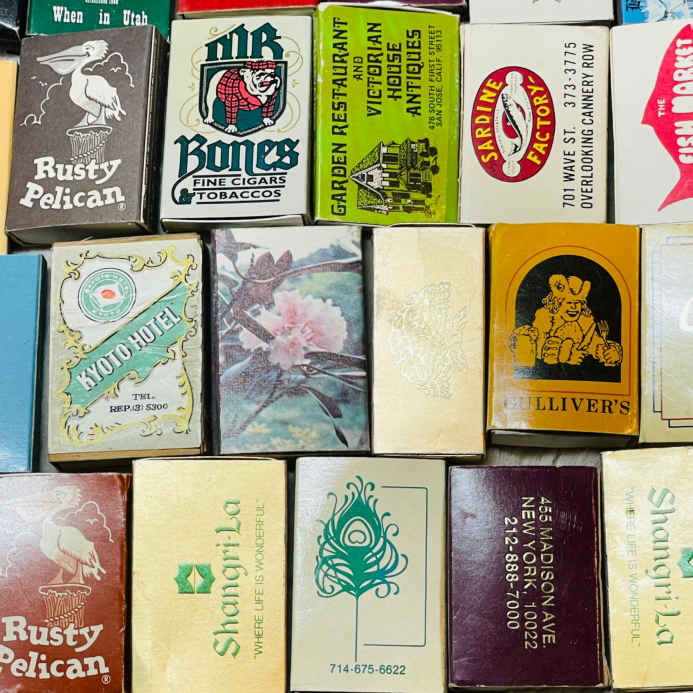 When in Utah
Rusty
Pelican®
MR
Bones
FINE CIGARS
& TOBACCOS
GARDEN RESTAURANT
AND
VICTORIAN
HOUSE
ANTIQUES
476 SOUTH FIRST STREET
SAN JOSE, CALIF. 95113
SARDINE
FACTORY
701 WAVE ST. 373-3775
OVERLOOKING CANNERY ROW
THE
FISH MARKET
KYOTO HOTEL
TEL.
REP.(3) 5300
GULLIVER'S
Rusty
Pelican®
Shangri-La
"WHERE LIFE IS WONDERFUL"
714-675-6622
455 MADISON AVE
NEW YORK, 10022
212-888-7000
Shangri-La
"WHERE LIFE IS WONDERFUL"